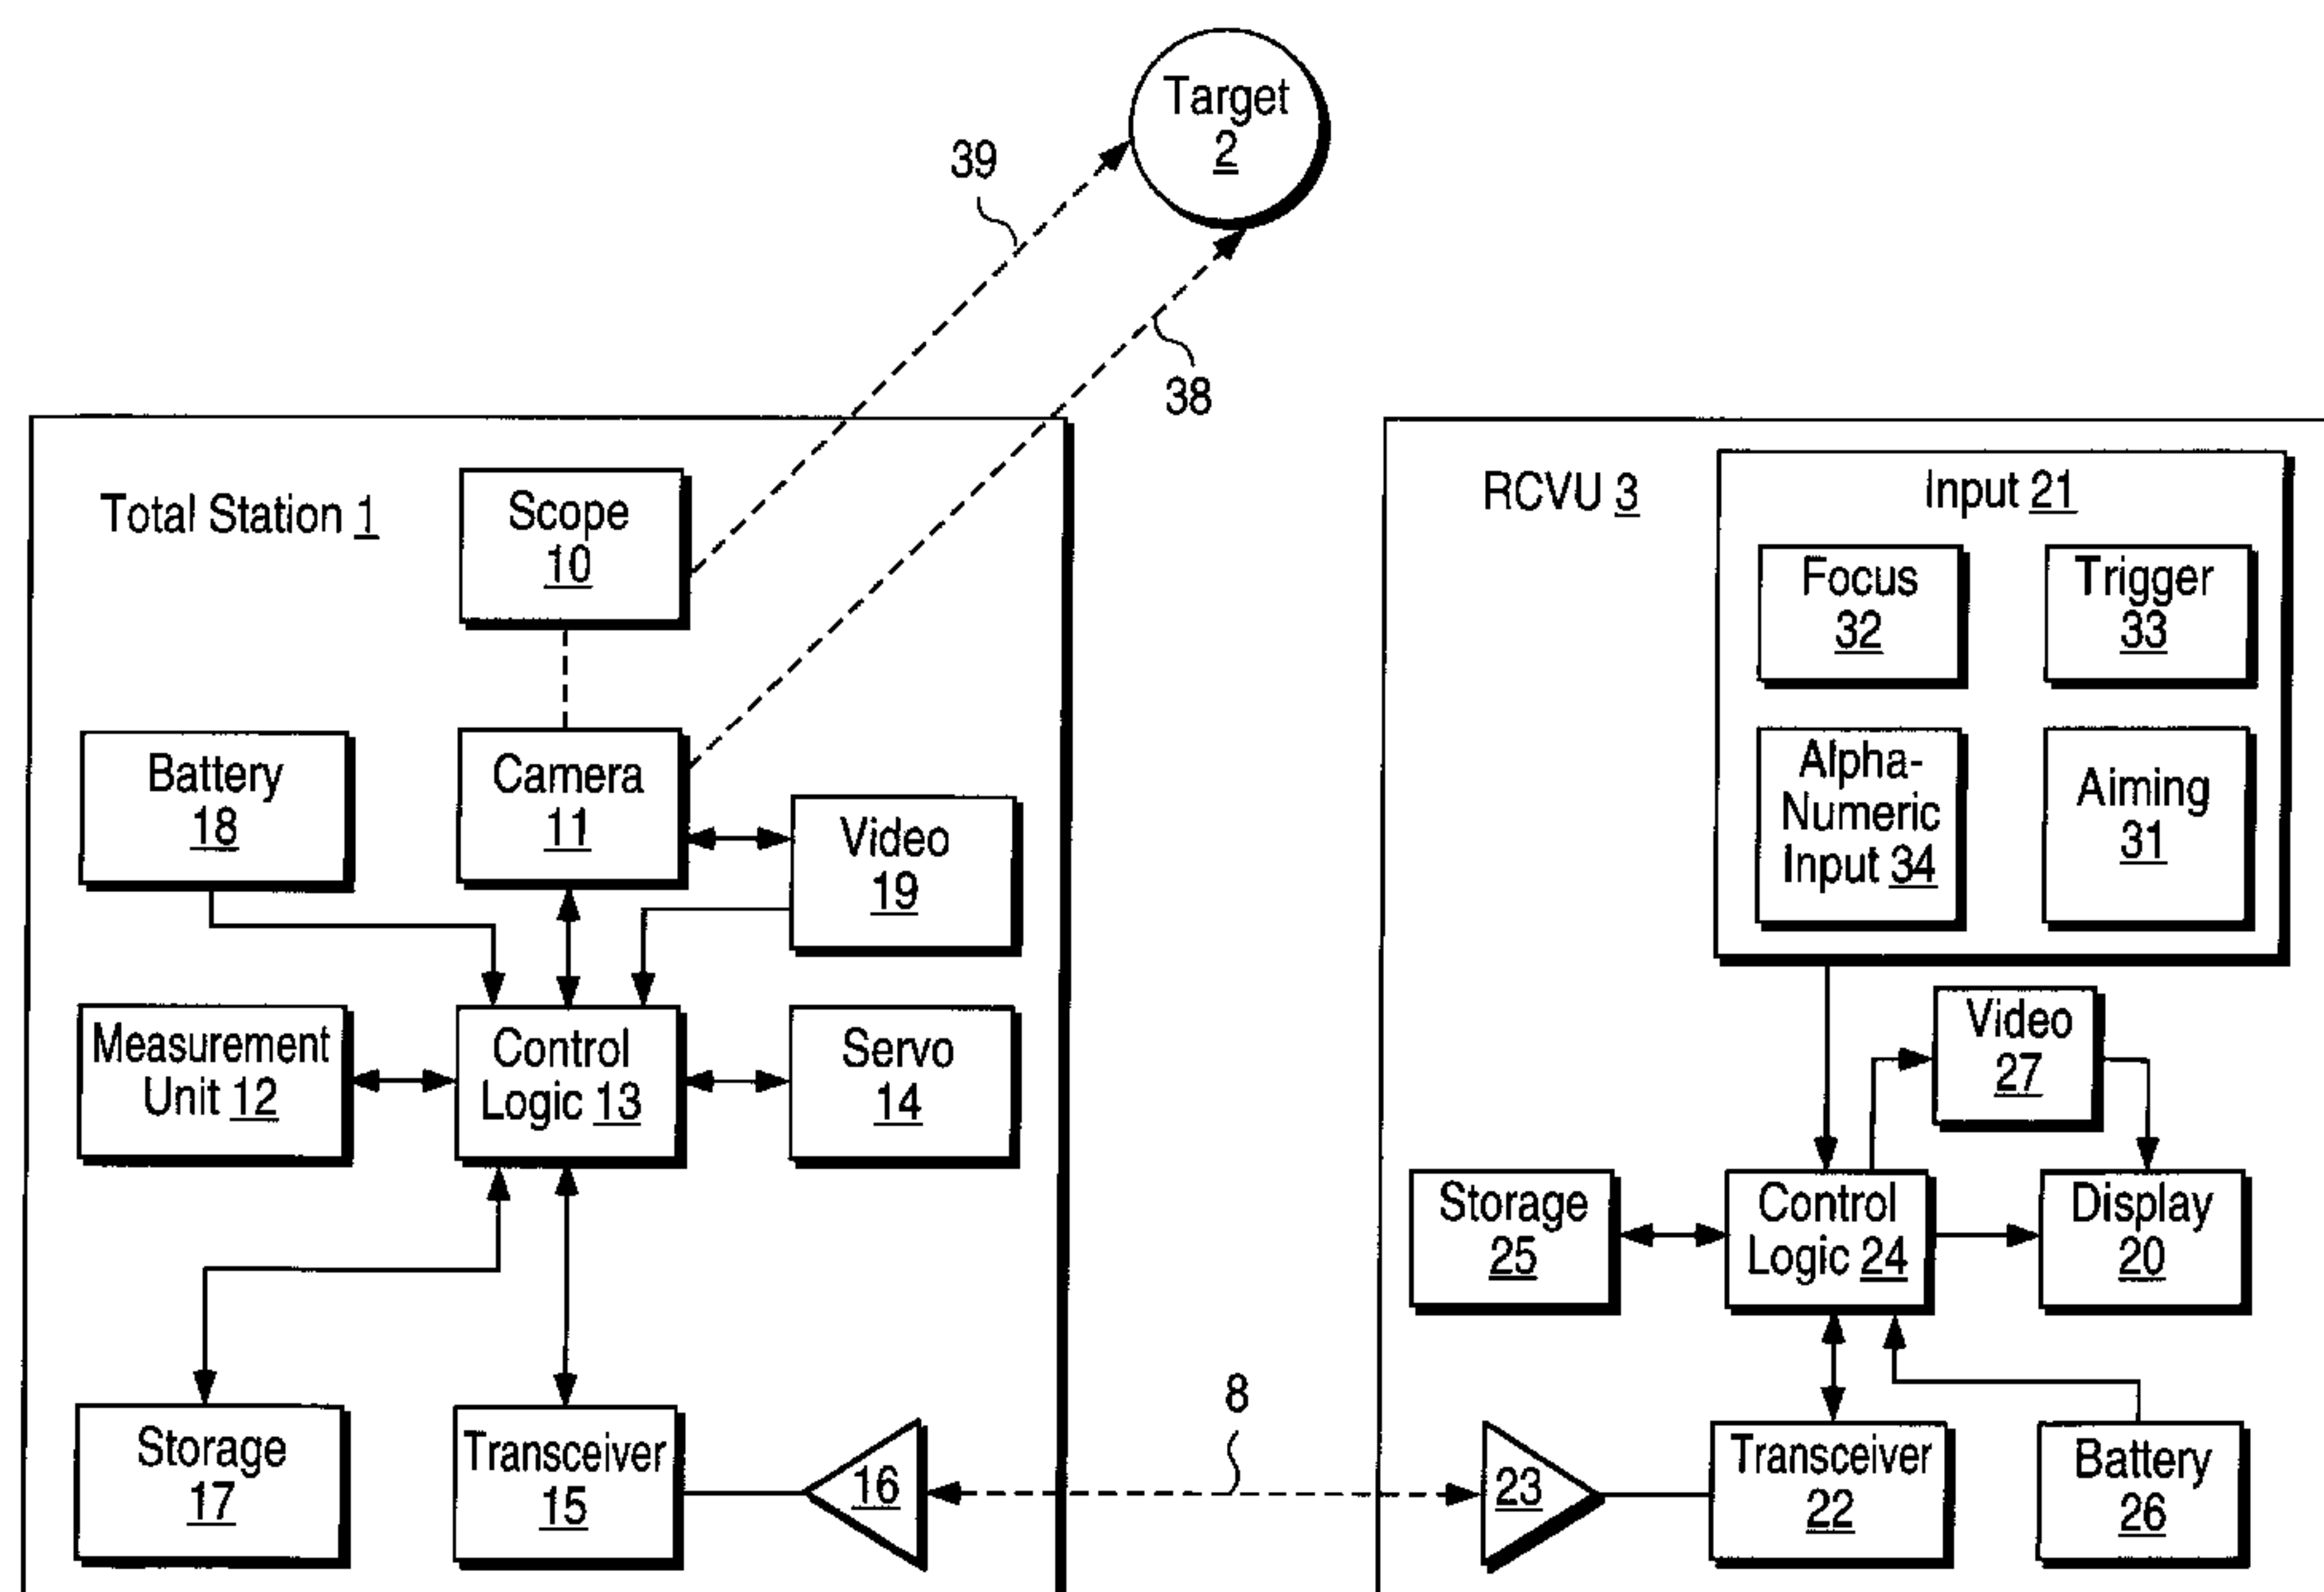 Target
2
39
38
Total Station 1
Scope
10
Battery
18
Camera
11
Video
19
Measurement
Unit 12
Control
Logic 13
Servo
14
Storage
17
Transceiver
15
16
8
RCVU 3
Input 21
Focus
32
Trigger
33
Alpha-
Numeric
Input 34
Aiming
31
Video
27
Storage
25
Control
Logic 24
Display
20
23
Transceiver
22
Battery
26